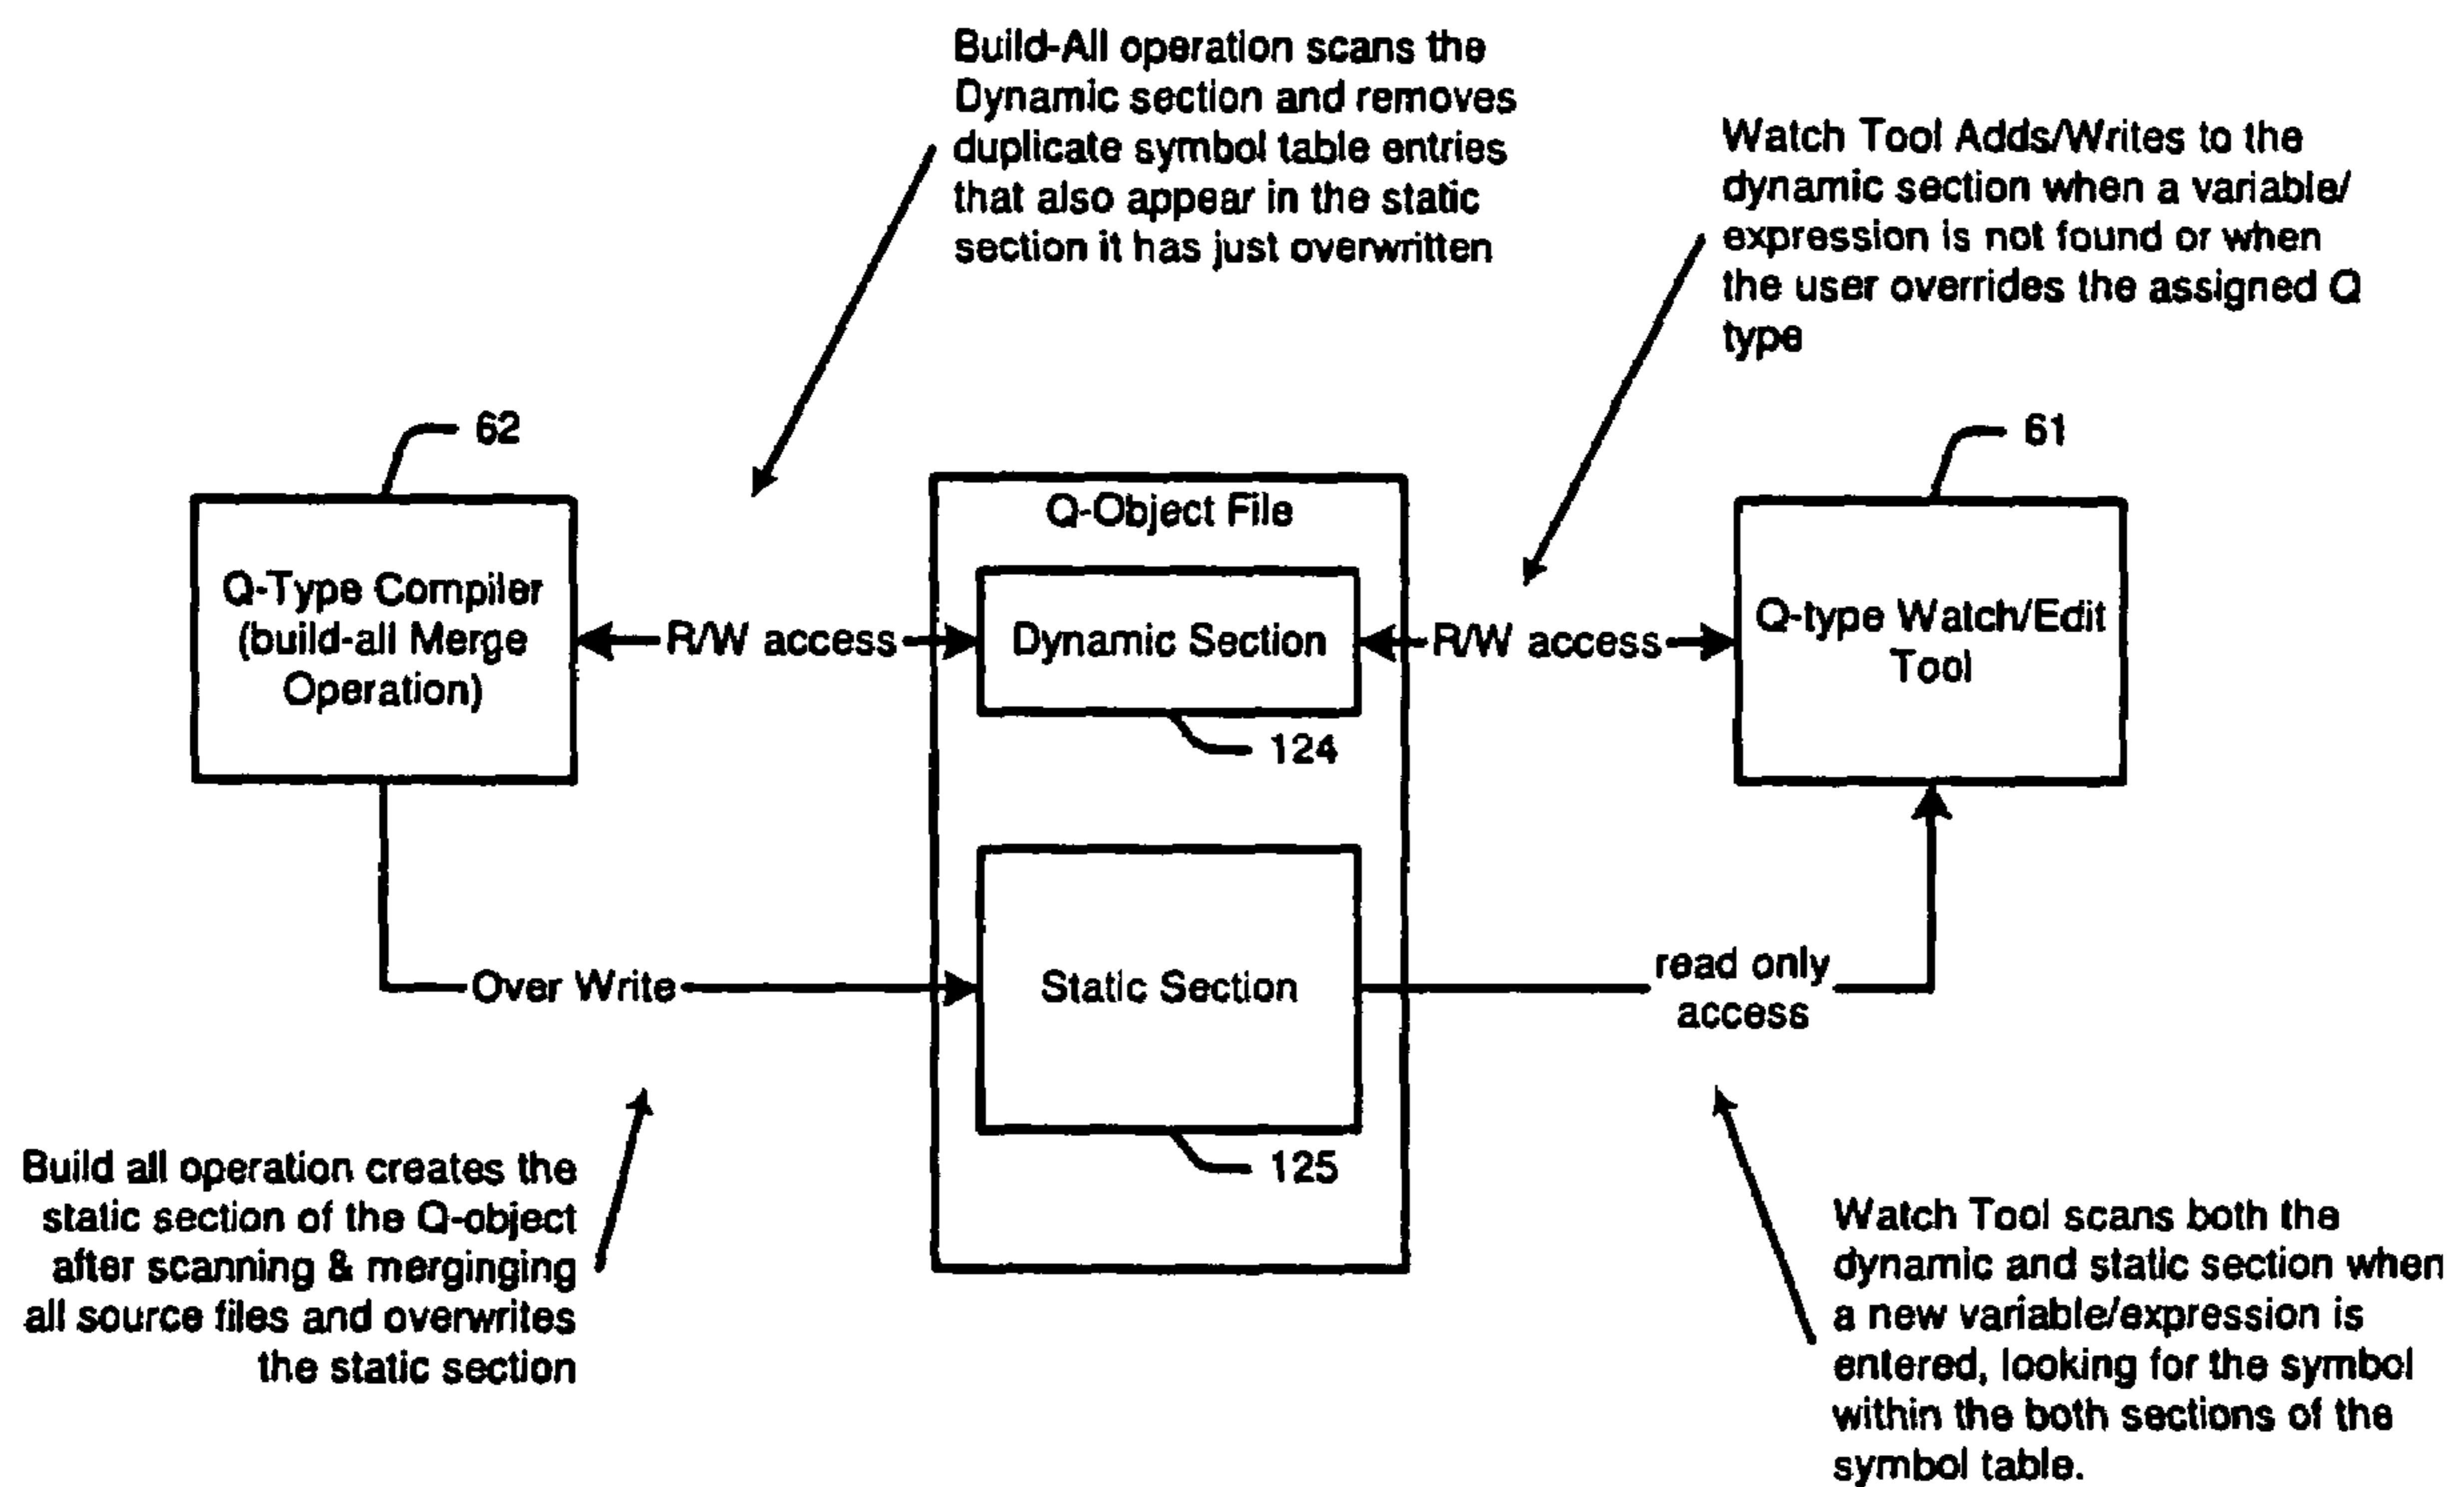 Build-All operation scans the
Dynamic section and removes
duplicate symbol table entries
that also appear in the static
section it has just overwritten
Watch Tool Adds/Writes to the
dynamic section when a variable/
expression is not found or when
the user overrides the assigned Q
type
62
61
Q-Type Compiler
(build-all Merge
Operation)
R/W access
Q-Object File
Dynamic Section
124
R/W access
Q-type Watch/Edit
Tool
Over Write
Static Section
125
read only
access
Build all operation creates the
static section of the Q-object
after scanning & merginging
all source files and overwrites
the static section
Watch Tool scans both the
dynamic and static section when
a new variable/expression is
entered, looking for the symbol
within the both sections of the
symbol table.